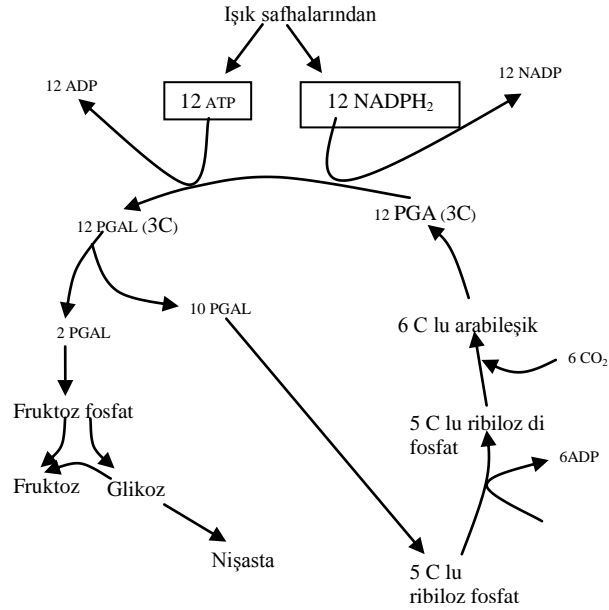 Işık safhalarından
12 ADP
12 ATP
12 NADPH₂
12 NADP
12 PGAL (3C)
12 PGA (3C)
10 PGAL
2 PGAL
6 C lu arabileşik
6 CO₂
Fruktoz fosfat
5 C lu ribiloz di
fosfat
6ADP
Fruktoz
Glikoz
Nişasta
5 C lu
ribiloz fosfat